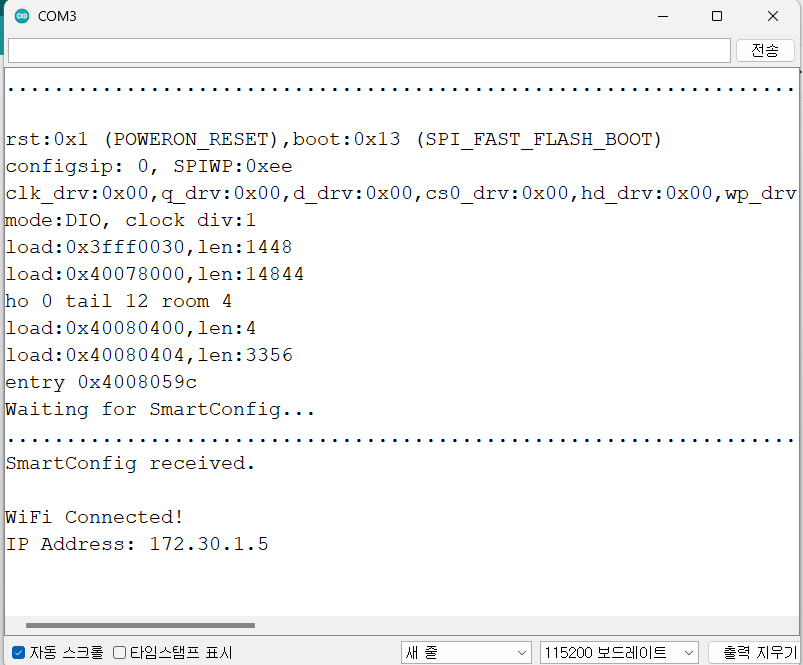 COM3
전송
......................................................................
rst:0x1 (POWERON_RESET),boot:0x13 (SPI_FAST_FLASH_BOOT)
configsip: 0, SPIWP:0xee
clk_drv:0x00,q_drv:0x00,d_drv:0x00,cs0_drv:0x00,hd_drv:0x00,wp_drv
mode:DIO, clock div:1
load:0x3fff0030,len:1448
load:0x40078000,len:14844
ho 0 tail 12 room 4
load:0x40080400,len:4
load:0x40080404,len:3356
entry 0x4008059c
Waiting for SmartConfig...
......................................................................
SmartConfig received.
WiFi Connected!
IP Address: 172.30.1.5
자동 스크롤 타임스탬프 표시 새 줄 115200 보드레이트 출력 지우기